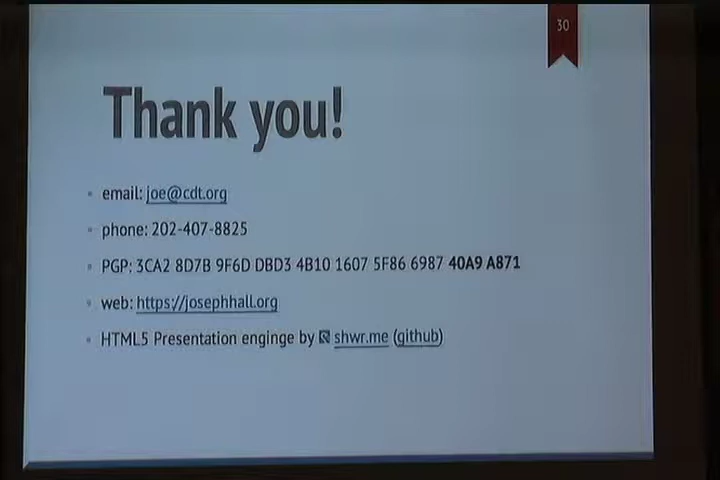 30
Thank you!
email: joe@cdt.org
phone: 202-407-8825
PGP: 3CA2 8D7B 9F6D DBD3 4B10 1607 5F86 6987 40A9 A871
web: https://josephhall.org
HTML5 Presentation enginge by shwr.me (github)